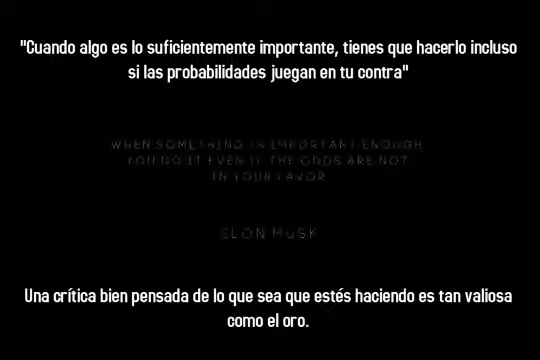 "Cuando algo es lo suficientemente importante, tienes que hacerlo incluso
si las probabilidades juegan en tu contra"
WHEN SOMETHING IS IMPORTANT ENOUGH
YOU DO IT EVEN IF THE ODDS ARE NOT
IN YOUR FAVOR
ELON MUSK
Una crítica bien pensada de lo que sea que estés haciendo es tan valiosa
como el oro.